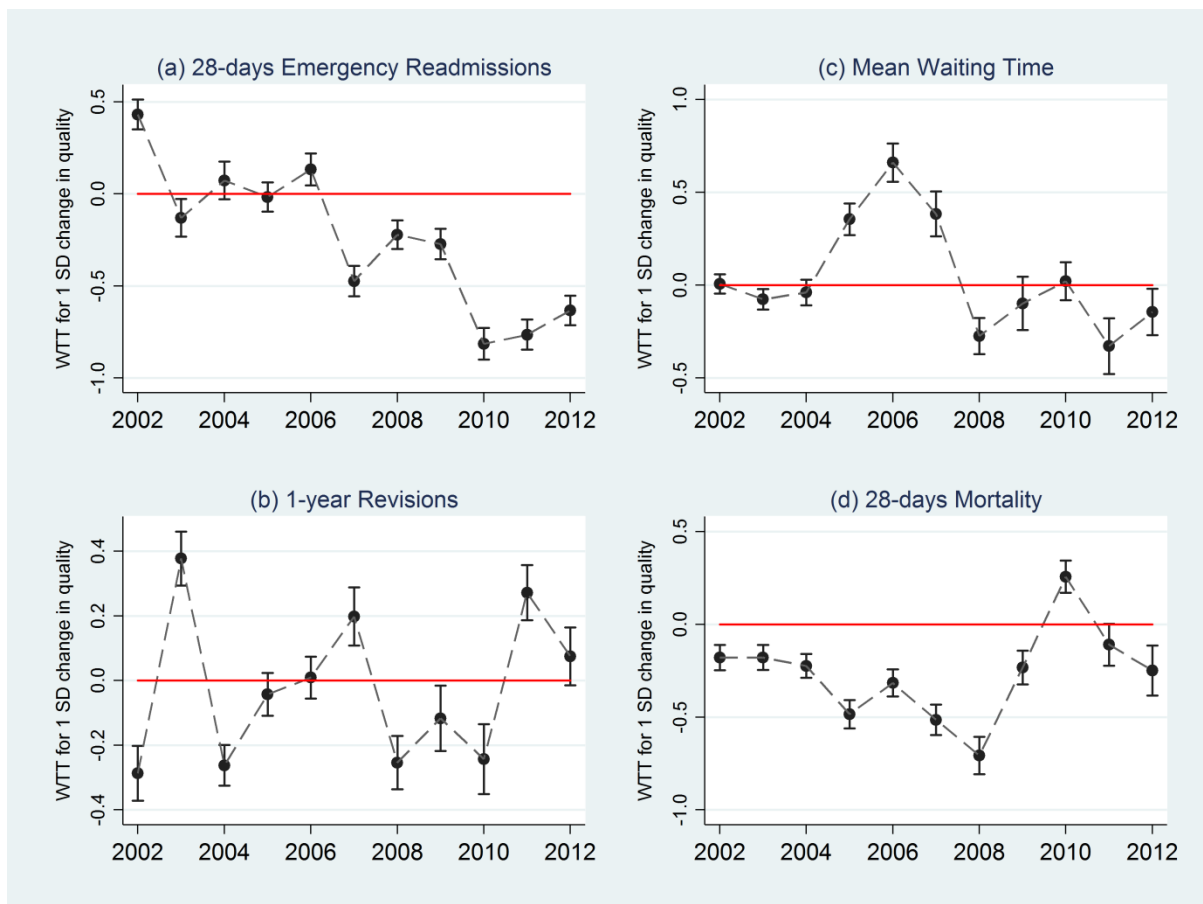 (a) 28-days Emergency Readmissions
WTT for 1 SD change in quality
0.5
0.0
-0.5
-1.0
2002 2004 2006 2008 2010 2012
(c) Mean Waiting Time
WTT for 1 SD change in quality
1.0
0.5
0.0
-0.5
2002 2004 2006 2008 2010 2012
(b) 1-year Revisions
WTT for 1 SD change in quality
0.4
0.2
0.0
-0.2
-0.4
2002 2004 2006 2008 2010 2012
(d) 28-days Mortality
WTT for 1 SD change in quality
0.5
0.0
-0.5
-1.0
2002 2004 2006 2008 2010 2012